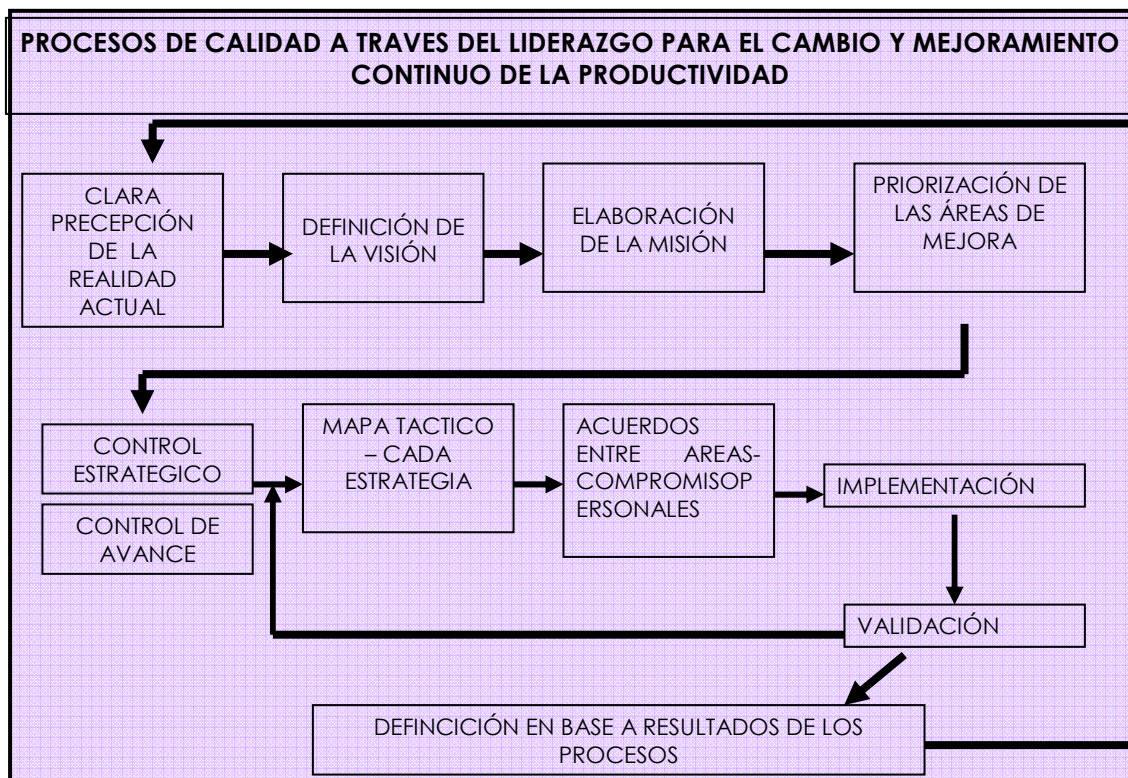 PROCESOS DE CALIDAD A TRAVES DEL LIDERAZGO PARA EL CAMBIO Y MEJORAMIENTO
CONTINUO DE LA PRODUCTIVIDAD
CLARA
PRECEPCIÓN
DE LA
REALIDAD
ACTUAL
DEFINICIÓN DE
LA VISIÓN
ELABORACIÓN
DE LA MISIÓN
PRIORIZACIÓN DE
LAS ÁREAS DE
MEJORA
CONTROL
ESTRATEGICO
CONTROL DE
AVANCE
MAPA TACTICO
– CADA
ESTRATEGIA
ACUERDOS
ENTRE AREAS-
COMPROMISOP
ERSONALES
IMPLEMENTACIÓN
VALIDACIÓN
DEFINCICIÓN EN BASE A RESULTADOS DE LOS
PROCESOS